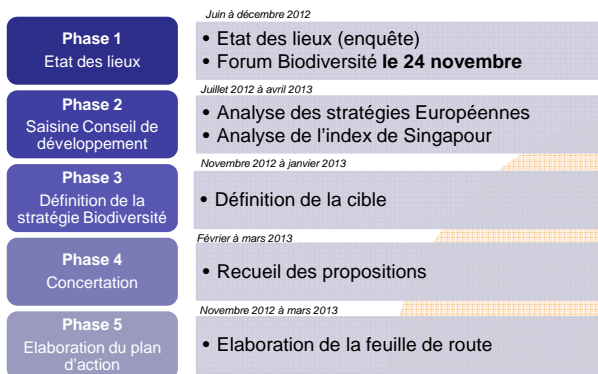 Juin à décembre 2012
Phase 1
Etat des lieux
• Etat des lieux (enquête)
• Forum Biodiversité le 24 novembre
Juillet 2012 à avril 2013
Phase 2
Saisine Conseil de
développement
• Analyse des stratégies Européennes
• Analyse de l'index de Singapour
Novembre 2012 à janvier 2013
Phase 3
Définition de la
stratégie Biodiversité
• Définition de la cible
Février à mars 2013
Phase 4
Concertation
• Recueil des propositions
Novembre 2012 à mars 2013
Phase 5
Elaboration du plan
d'action
• Elaboration de la feuille de route